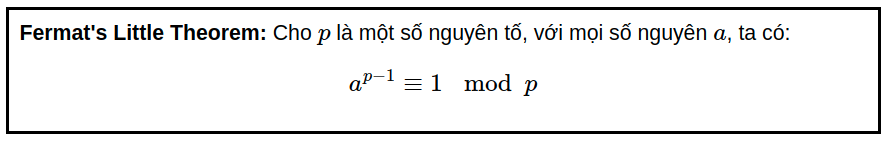 Fermat's Little Theorem: Cho p là một số nguyên tố, với mọi số nguyên a, ta có:
a^{p−1} ≡ 1 mod p